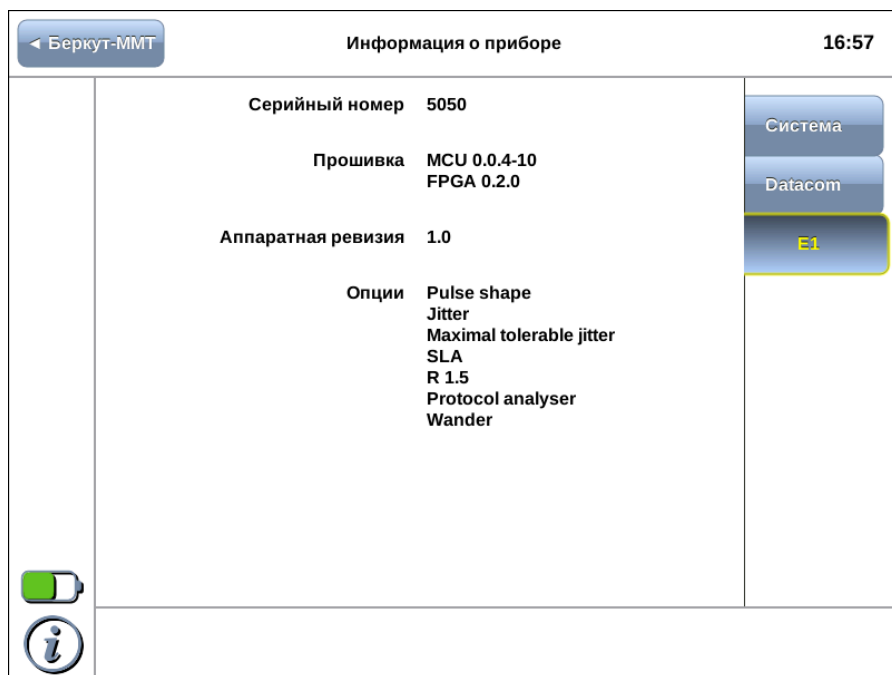 ◄ Беркут-ММТ
Информация о приборе
16:57
Серийный номер 5050
Прошивка MCU 0.0.4-10
FPGA 0.2.0
Аппаратная ревизия 1.0
Опции Pulse shape
Jitter
Maximal tolerable jitter
SLA
R 1.5
Protocol analyser
Wander
Система
Datacom
E1
i